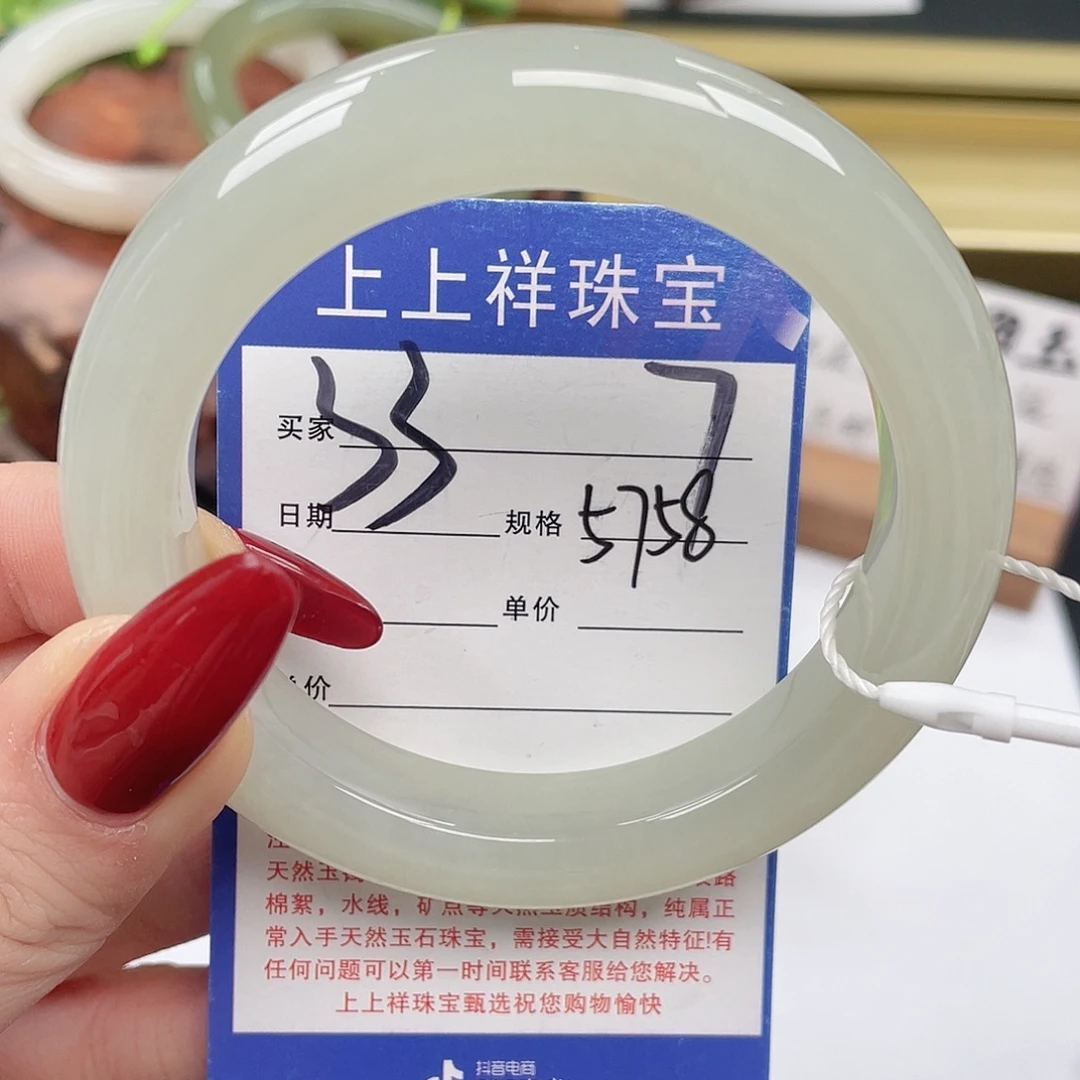 上上祥珠宝
33 7
买家
日期 规格 5758
单价
价
天然玉
棉絮，水线，矿点等天然玉质结构，纯属正
常入手天然玉石珠宝，需接受大自然特征!有
任何问题可以第一时间联系客服给您解决。
上上祥珠宝甄选祝您购物愉快
抖音电商